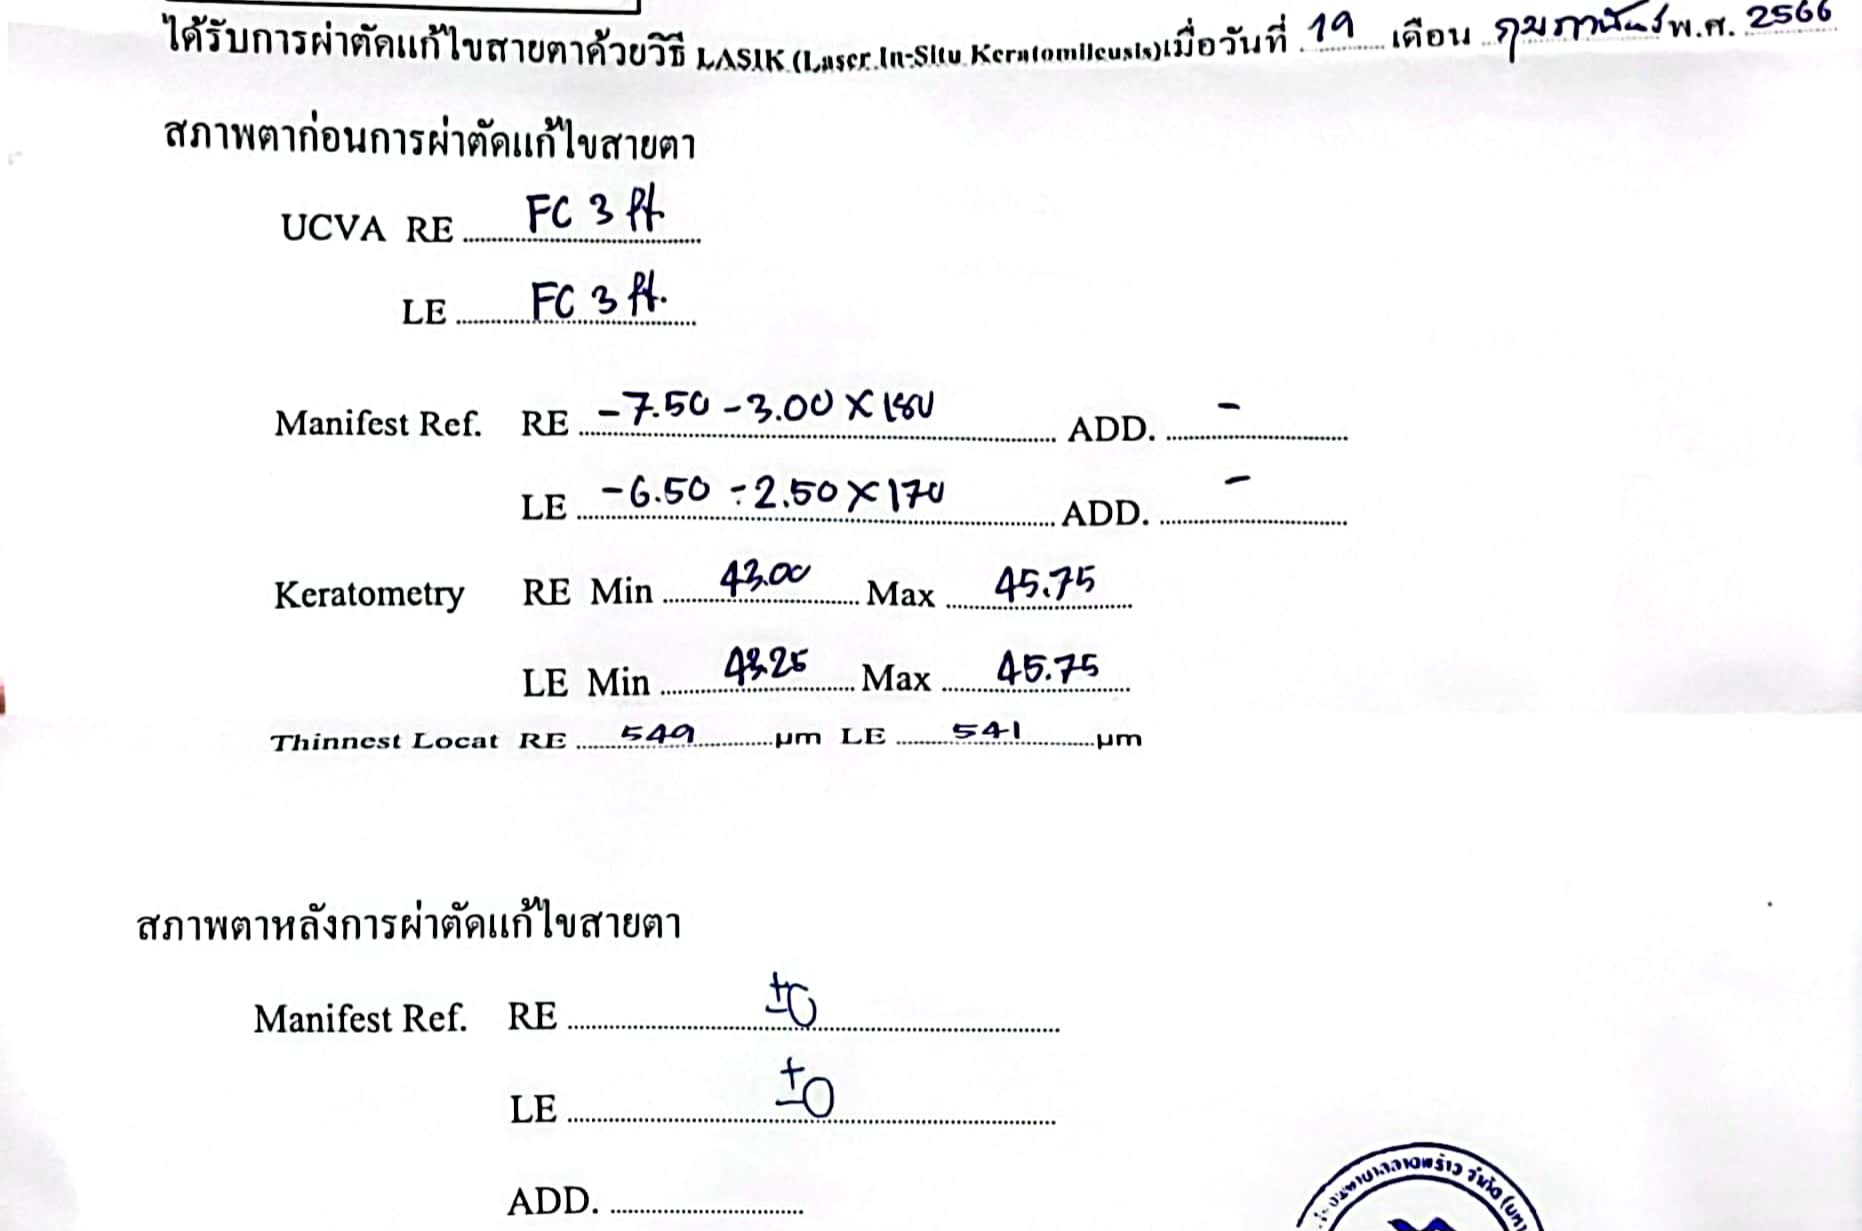 ได้รับการผ่าตัดแก้ไขสายตาด้วยวิธี LASIK (Laser In-Situ Keratomileusis) เมื่อวันที่ 19 เดือน กุมภาพันธ์ พ.ศ. 2566
สภาพตาก่อนการผ่าตัดแก้ไขสายตา
UCVA RE FC 3 ft.
LE FC 3 ft.
Manifest Ref. RE -7.50 -3.00 X 180 ADD. -
LE -6.50 -2.50 X 170 ADD. -
Keratometry RE Min 43.00 Max 45.75
LE Min 43.25 Max 45.75
Thinnest Locat RE 549 µm LE 541 µm
สภาพตาหลังการผ่าตัดแก้ไขสายตา
Manifest Ref. RE ±0
LE ±0
ADD.